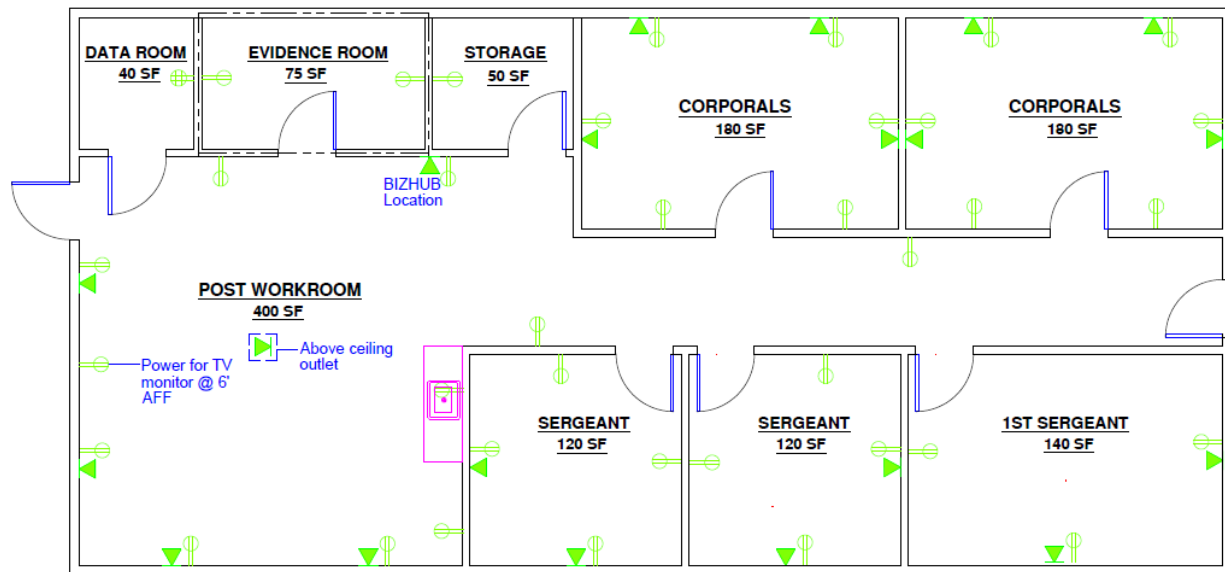 DATA ROOM
40 SF
EVIDENCE ROOM
75 SF
STORAGE
50 SF
CORPORALS
180 SF
CORPORALS
180 SF
BIZHUB
Location
POST WORKROOM
400 SF
Above ceiling
outlet
Power for TV
monitor @ 6'
AFF
SERGEANT
120 SF
SERGEANT
120 SF
1ST SERGEANT
140 SF